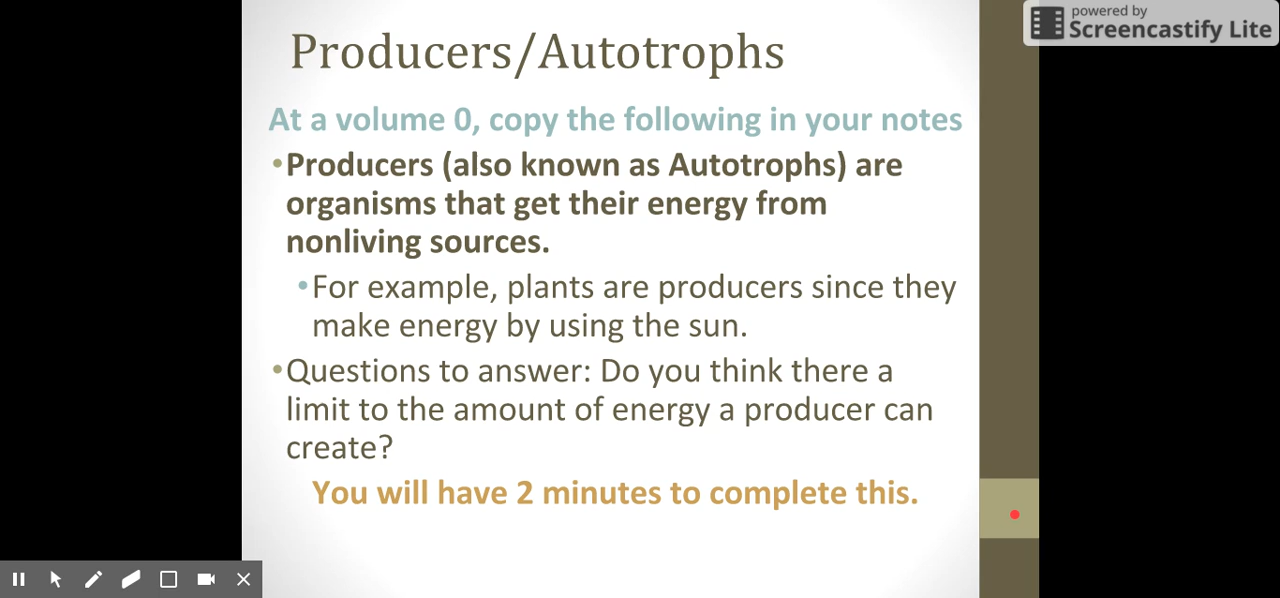 powered by
Screencastify Lite
Producers/Autotrophs
At a volume 0, copy the following in your notes
•Producers (also known as Autotrophs) are
organisms that get their energy from
nonliving sources.
•For example, plants are producers since they
make energy by using the sun.
•Questions to answer: Do you think there a
limit to the amount of energy a producer can
create?
You will have 2 minutes to complete this.